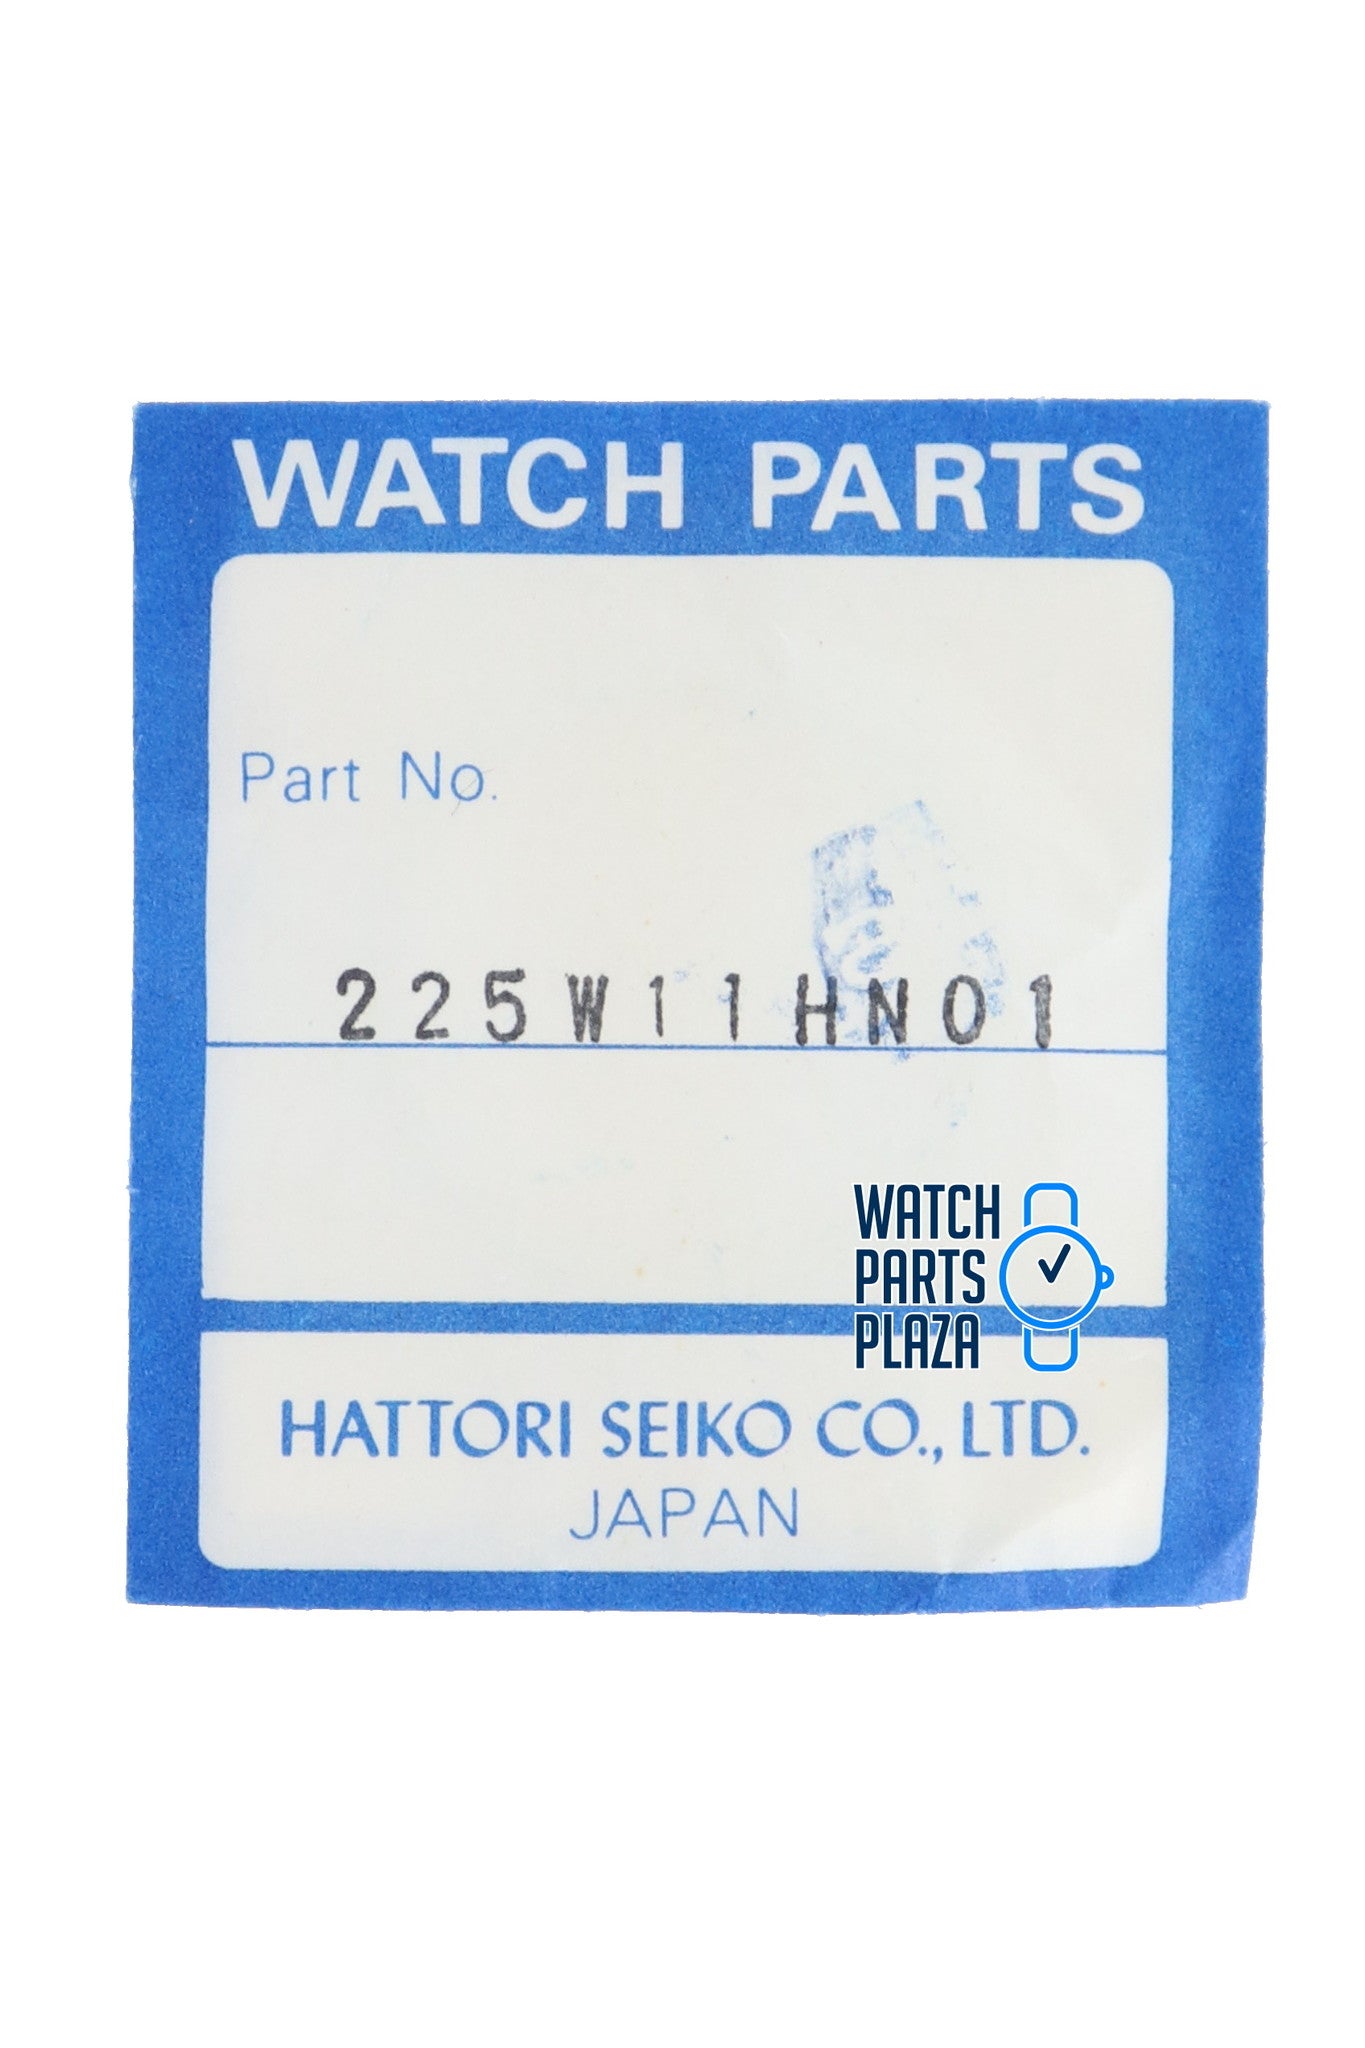 WATCH PARTS
Part No.
225W11HN01
WATCH
PARTS
PLAZA
HATTORI SEIKO CO., LTD.
JAPAN